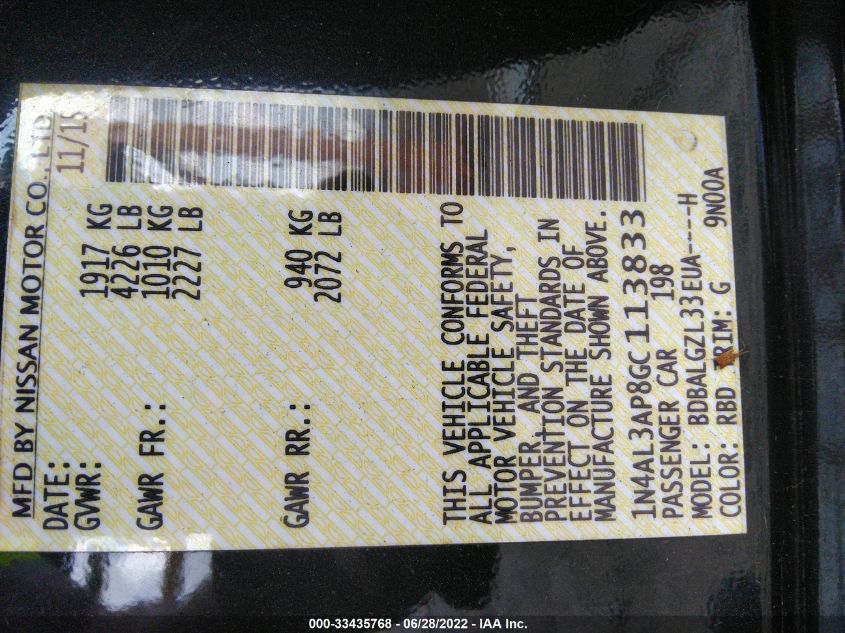 MFD BY NISSAN MOTOR CO., LTD
DATE: 11/15
GVWR: 1917 KG
4226 LB
GAWR FR.: 1010 KG
2227 LB
GAWR RR.: 940 KG
2072 LB
THIS VEHICLE CONFORMS TO
ALL APPLICABLE FEDERAL
MOTOR VEHICLE SAFETY,
BUMPER, AND THEFT
PREVENTION STANDARDS IN
EFFECT ON THE DATE OF
MANUFACTURE SHOWN ABOVE.
1N4AL3AP8GC113833
PASSENGER CAR 198
MODEL: BDBALGZL33EUA----H
COLOR: RBD TRIM: G 9N00A
000-33435768 - 06/28/2022 - IAA Inc.